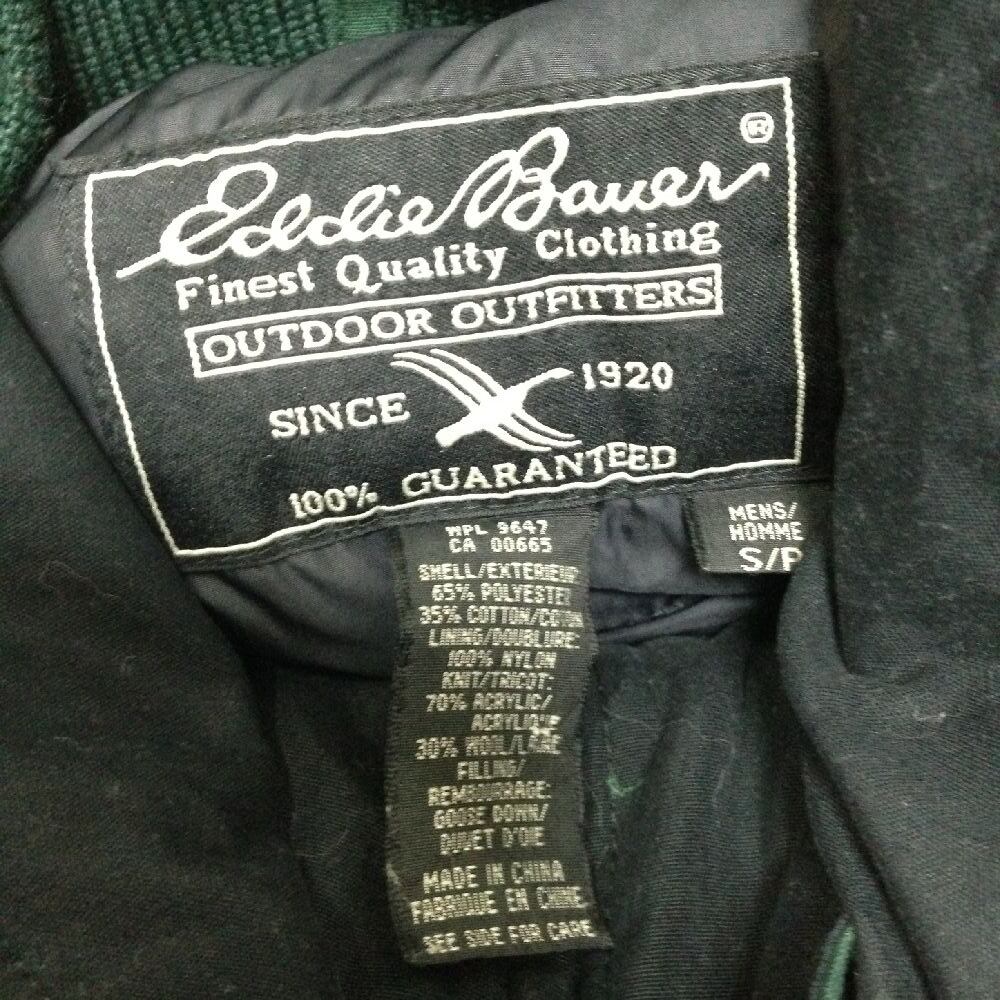 Eddie Bauer ®
Finest Quality Clothing
OUTDOOR OUTFITTERS
SINCE 1920
100% GUARANTEED
WPL 9647
CA 00665
SHELL/EXTERIEUR
65% POLYESTER
35% COTTON/COTON
LINING/DOUBLURE:
100% NYLON
KNIT/TRICOT:
70% ACRYLIC/
ACRYLIQUE
30% WOOL/LAINE
FILLING/
REMBOURRAGE:
GOOSE DOWN/
DUVET D'OIE
MADE IN CHINA
FABRIQUE EN CHINE
SEE SIDE FOR CARE
MENS/
HOMME
S/P